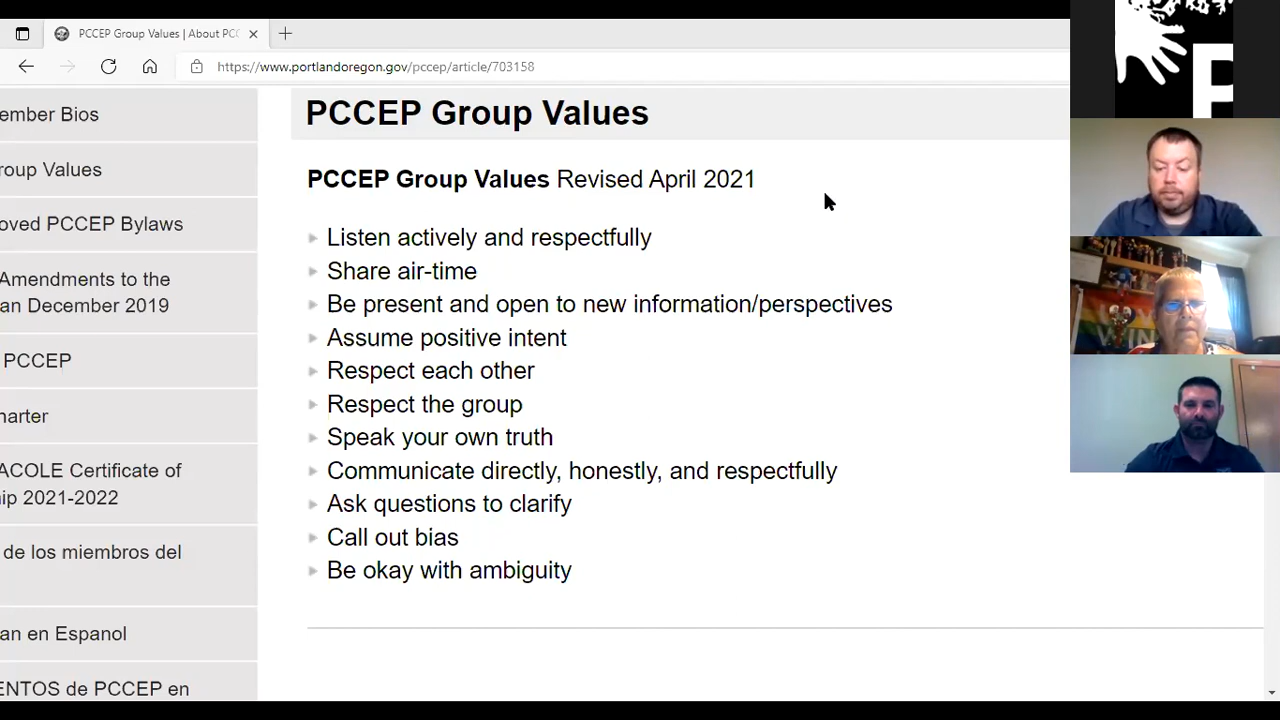 PCCEP Group Values | About PCC
https://www.portlandoregon.gov/pccep/article/703158
ember Bios
roup Values
oved PCCEP Bylaws
Amendments to the
an December 2019
PCCEP
harter
ACOLE Certificate of
ip 2021-2022
de los miembros del
an en Espanol
ENTOS de PCCEP en
PCCEP Group Values
PCCEP Group Values Revised April 2021
Listen actively and respectfully
Share air-time
Be present and open to new information/perspectives
Assume positive intent
Respect each other
Respect the group
Speak your own truth
Communicate directly, honestly, and respectfully
Ask questions to clarify
Call out bias
Be okay with ambiguity
P